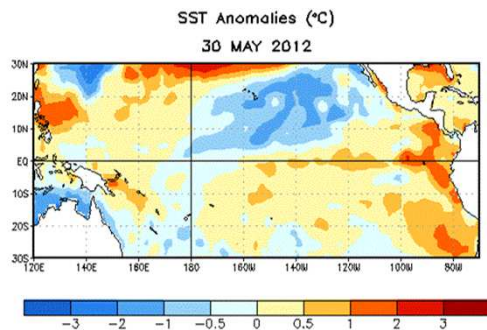 SST Anomalies (°C)
30 MAY 2012
30N
20N
10N
EQ
10S
20S
30S
120E 140E 160E 180 160W 140W 120W 100W 80W
-3 -2 -1 -0.5 0 0.5 1 2 3